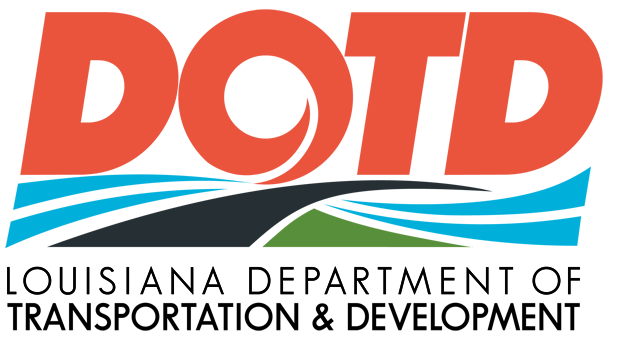 DOTD
LOUISIANA DEPARTMENT OF
TRANSPORTATION & DEVELOPMENT